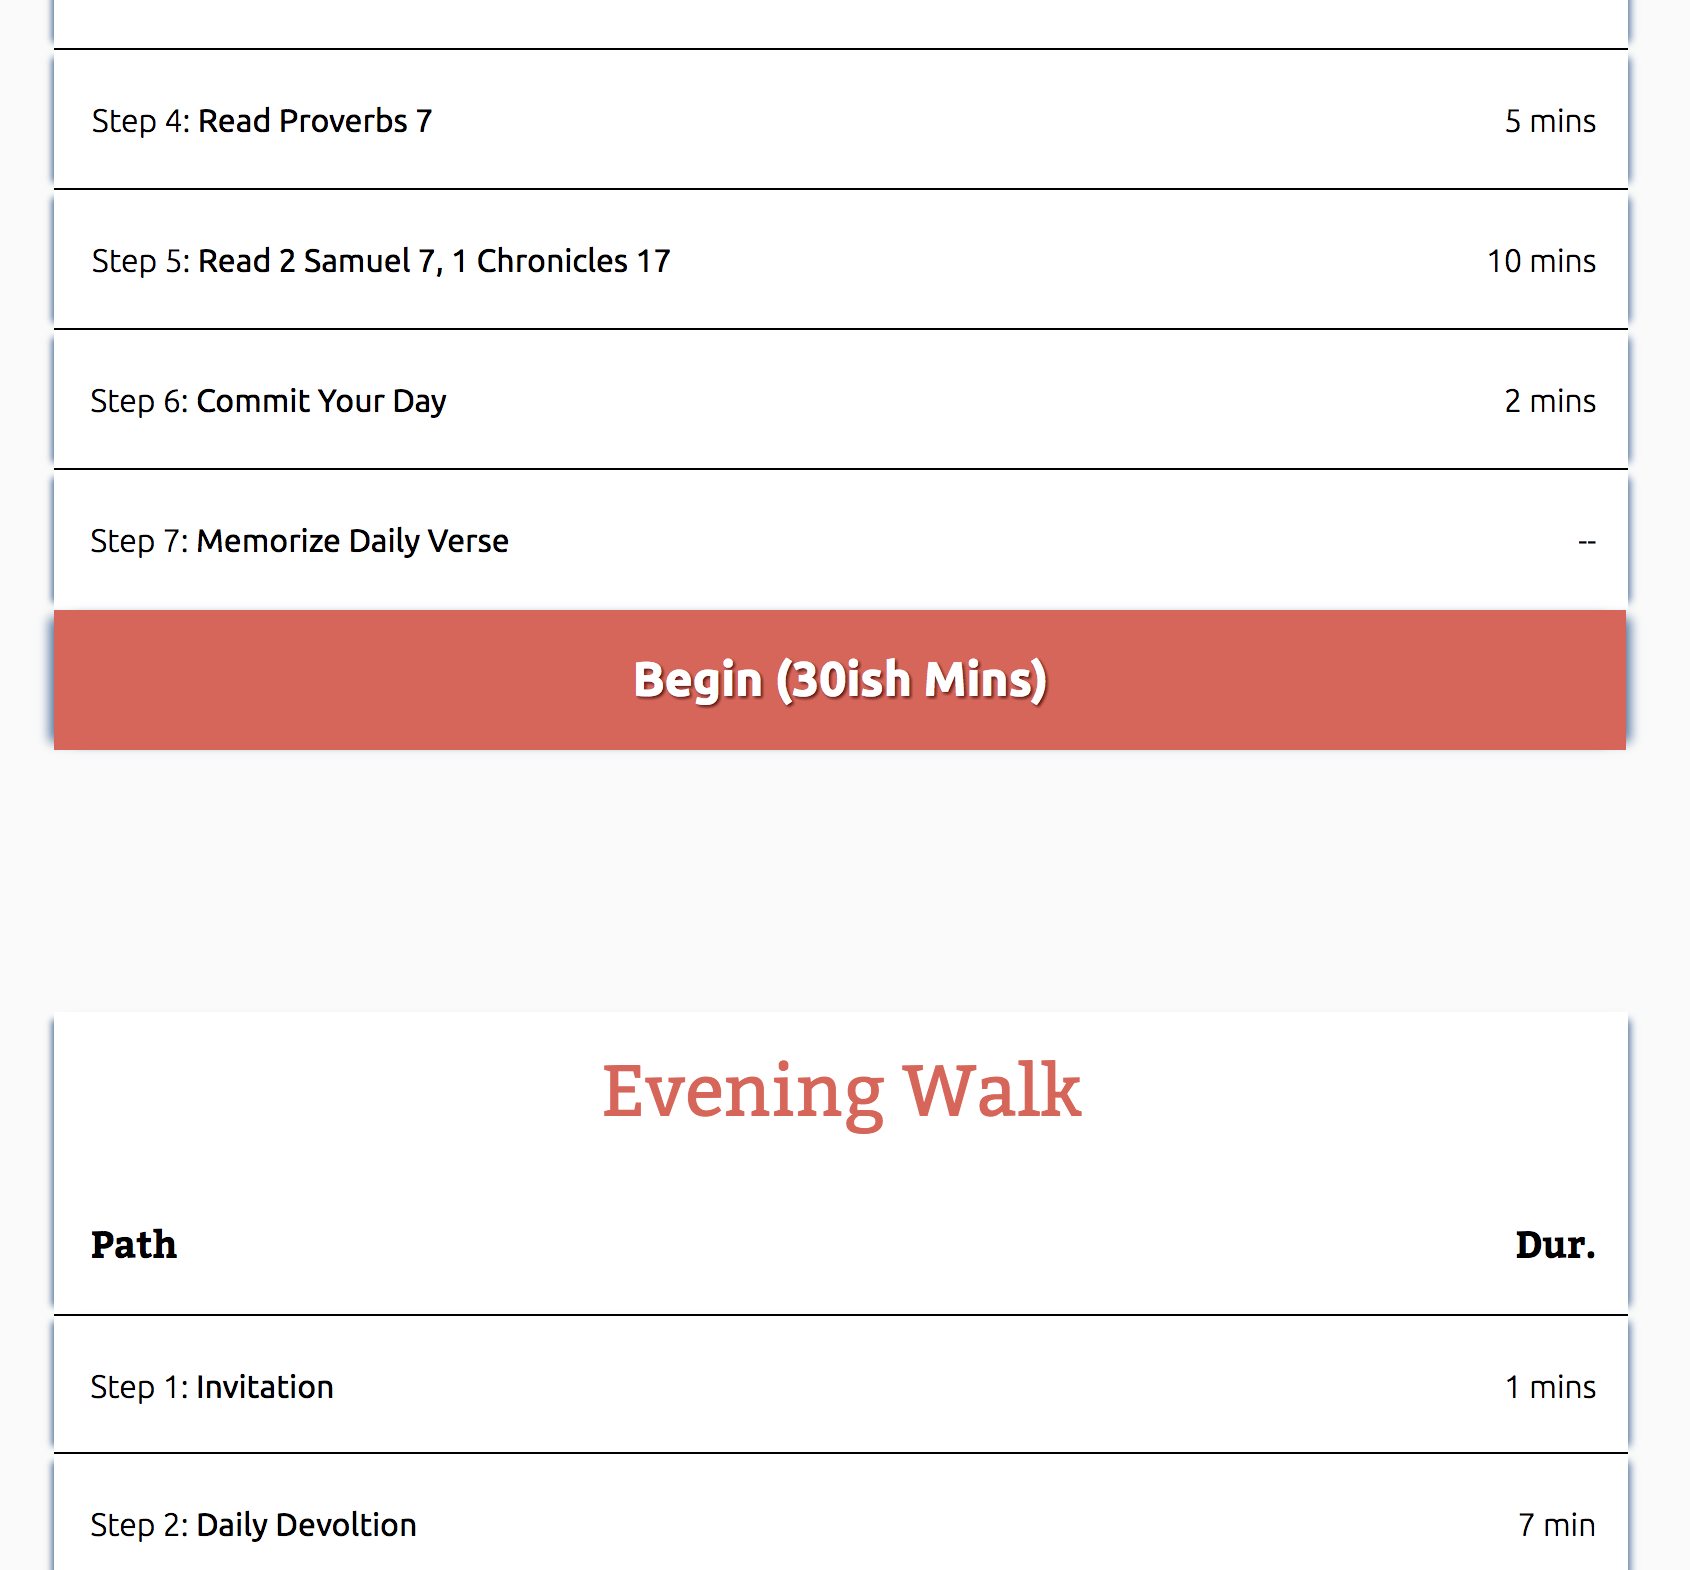 Step 4: Read Proverbs 7 5 mins
Step 5: Read 2 Samuel 7, 1 Chronicles 17 10 mins
Step 6: Commit Your Day 2 mins
Step 7: Memorize Daily Verse --
Begin (30ish Mins)
Evening Walk
Path Dur.
Step 1: Invitation 1 mins
Step 2: Daily Devoltion 7 min